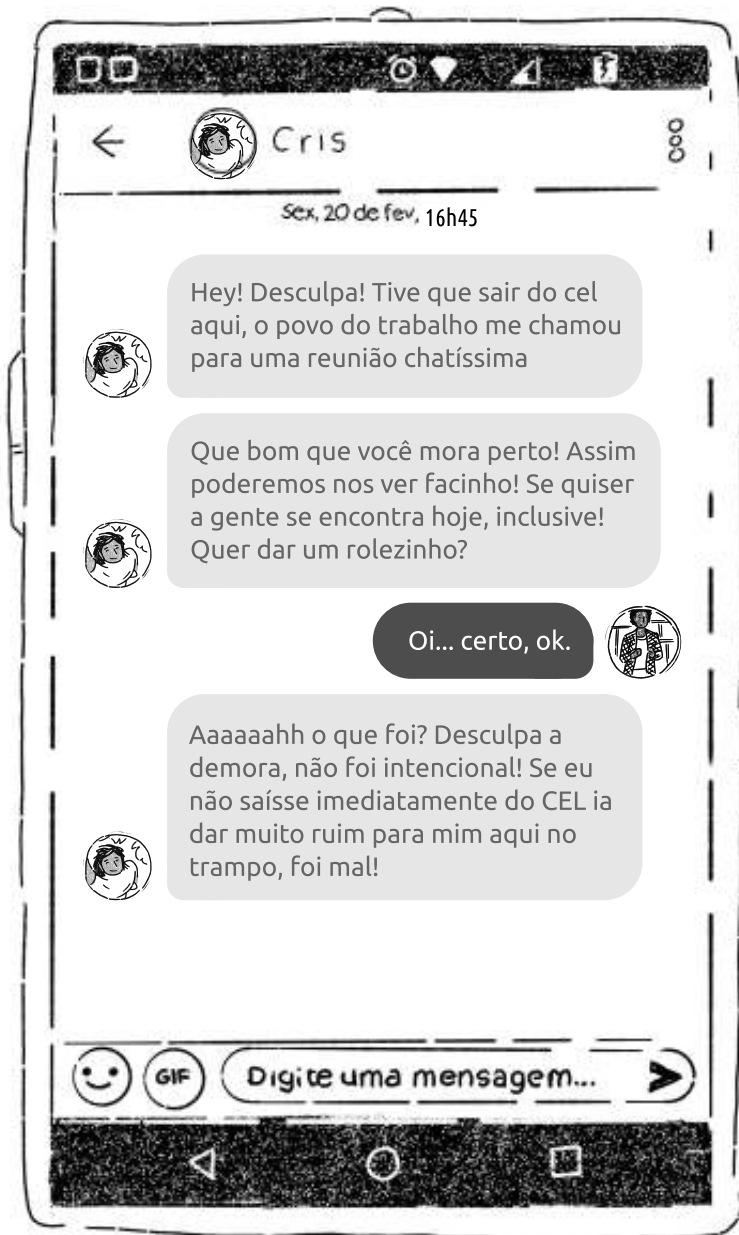 Cris
Sex, 20 de fev, 16h45
Hey! Desculpa! Tive que sair do cel
aqui, o povo do trabalho me chamou
para uma reunião chatíssima
Que bom que você mora perto! Assim
poderemos nos ver facinho! Se quiser
a gente se encontra hoje, inclusive!
Quer dar um rolezinho?
Oi... certo, ok.
Aaaaaahh o que foi? Desculpa a
demora, não foi intencional! Se eu
não saísse imediatamente do CEL ia
dar muito ruim para mim aqui no
trampo, foi mal!
GIF Digite uma mensagem...